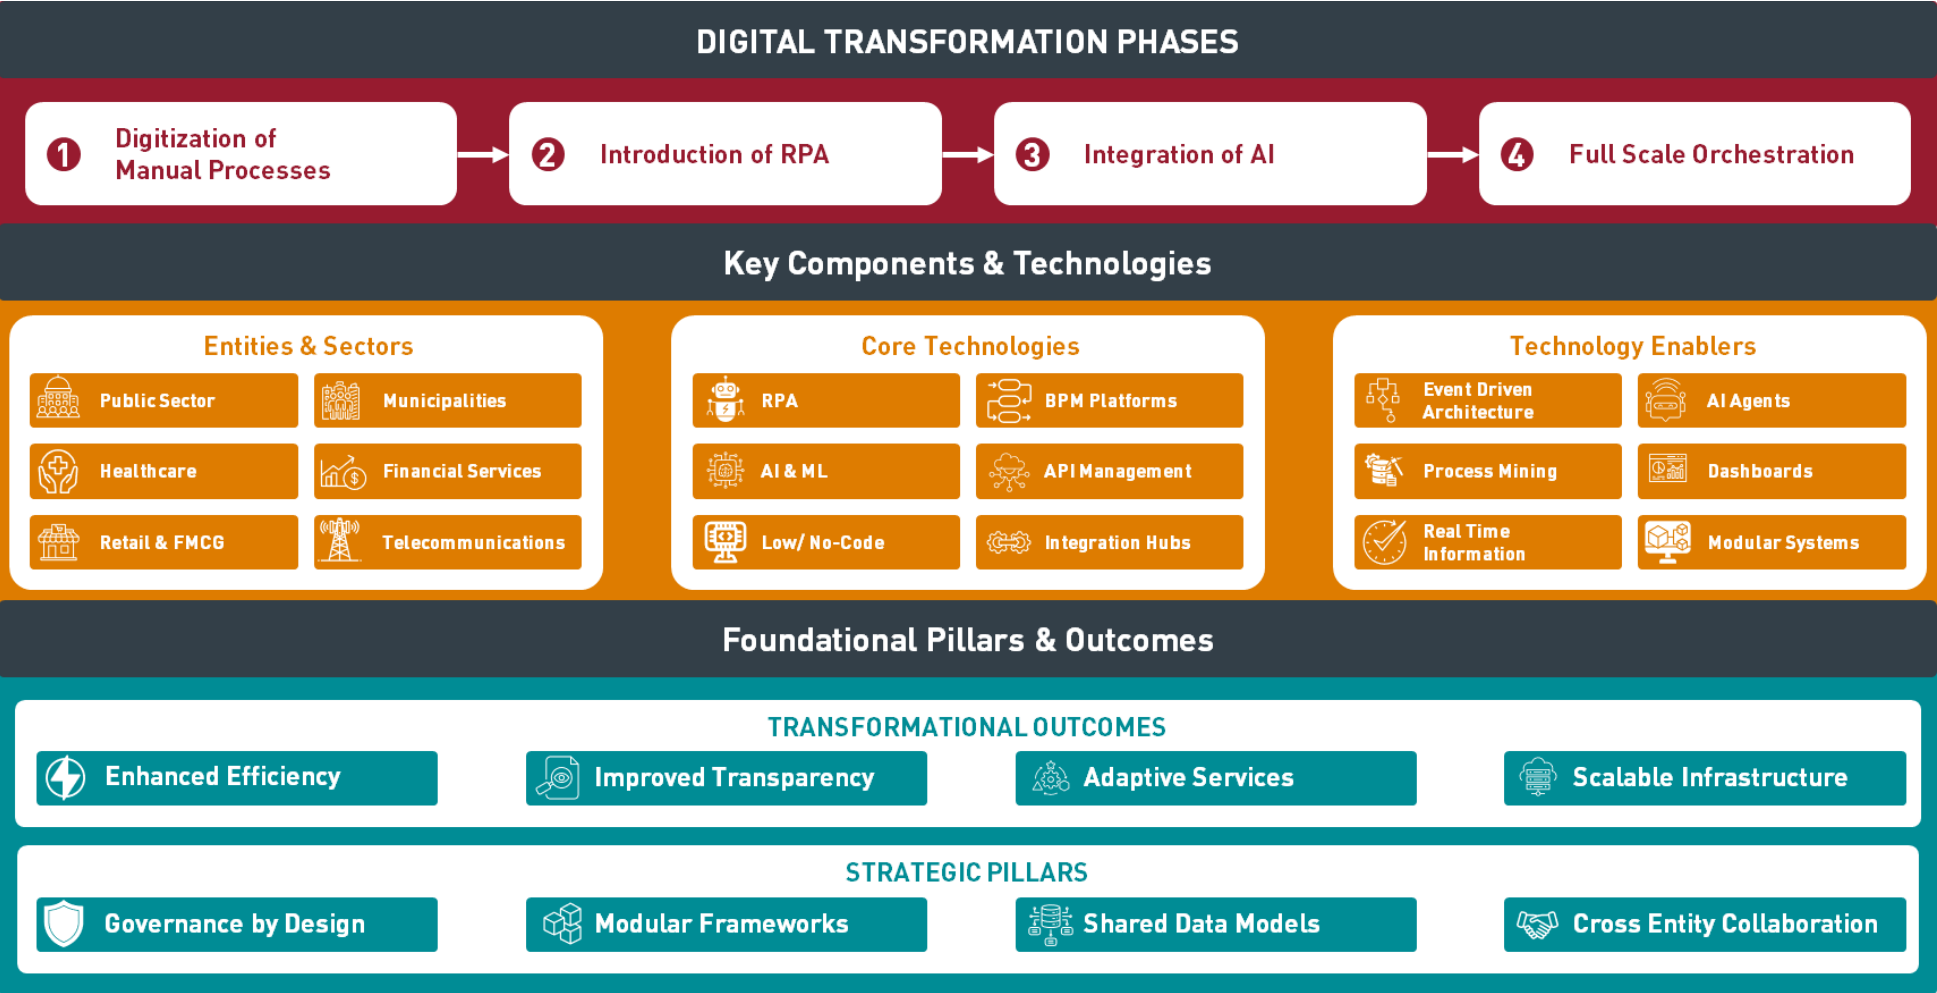 DIGITAL TRANSFORMATION PHASES
1
Digitization of
Manual Processes
2
Introduction of RPA
3
Integration of AI
4
Full Scale Orchestration
Key Components & Technologies
Entities & Sectors
Public Sector
Municipalities
Healthcare
Financial Services
Retail & FMCG
Telecommunications
Core Technologies
RPA
BPM Platforms
AI & ML
API Management
Low/ No-Code
Integration Hubs
Technology Enablers
Event Driven
Architecture
AI Agents
Process Mining
Dashboards
Real Time
Information
Modular Systems
Foundational Pillars & Outcomes
TRANSFORMATIONAL OUTCOMES
Enhanced Efficiency
Improved Transparency
Adaptive Services
Scalable Infrastructure
STRATEGIC PILLARS
Governance by Design
Modular Frameworks
Shared Data Models
Cross Entity Collaboration